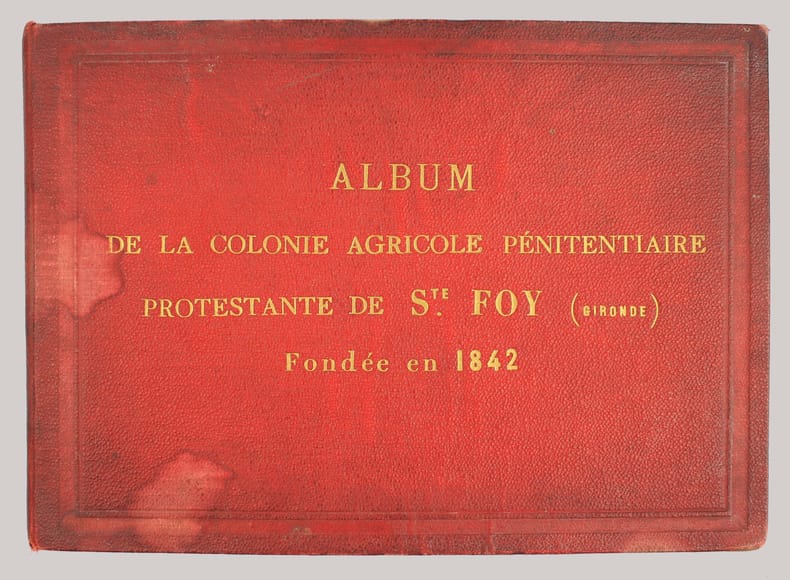 ALBUM
DE LA COLONIE AGRICOLE PÉNITENTIAIRE
PROTESTANTE DE STE. FOY (GIRONDE)
Fondée en 1842